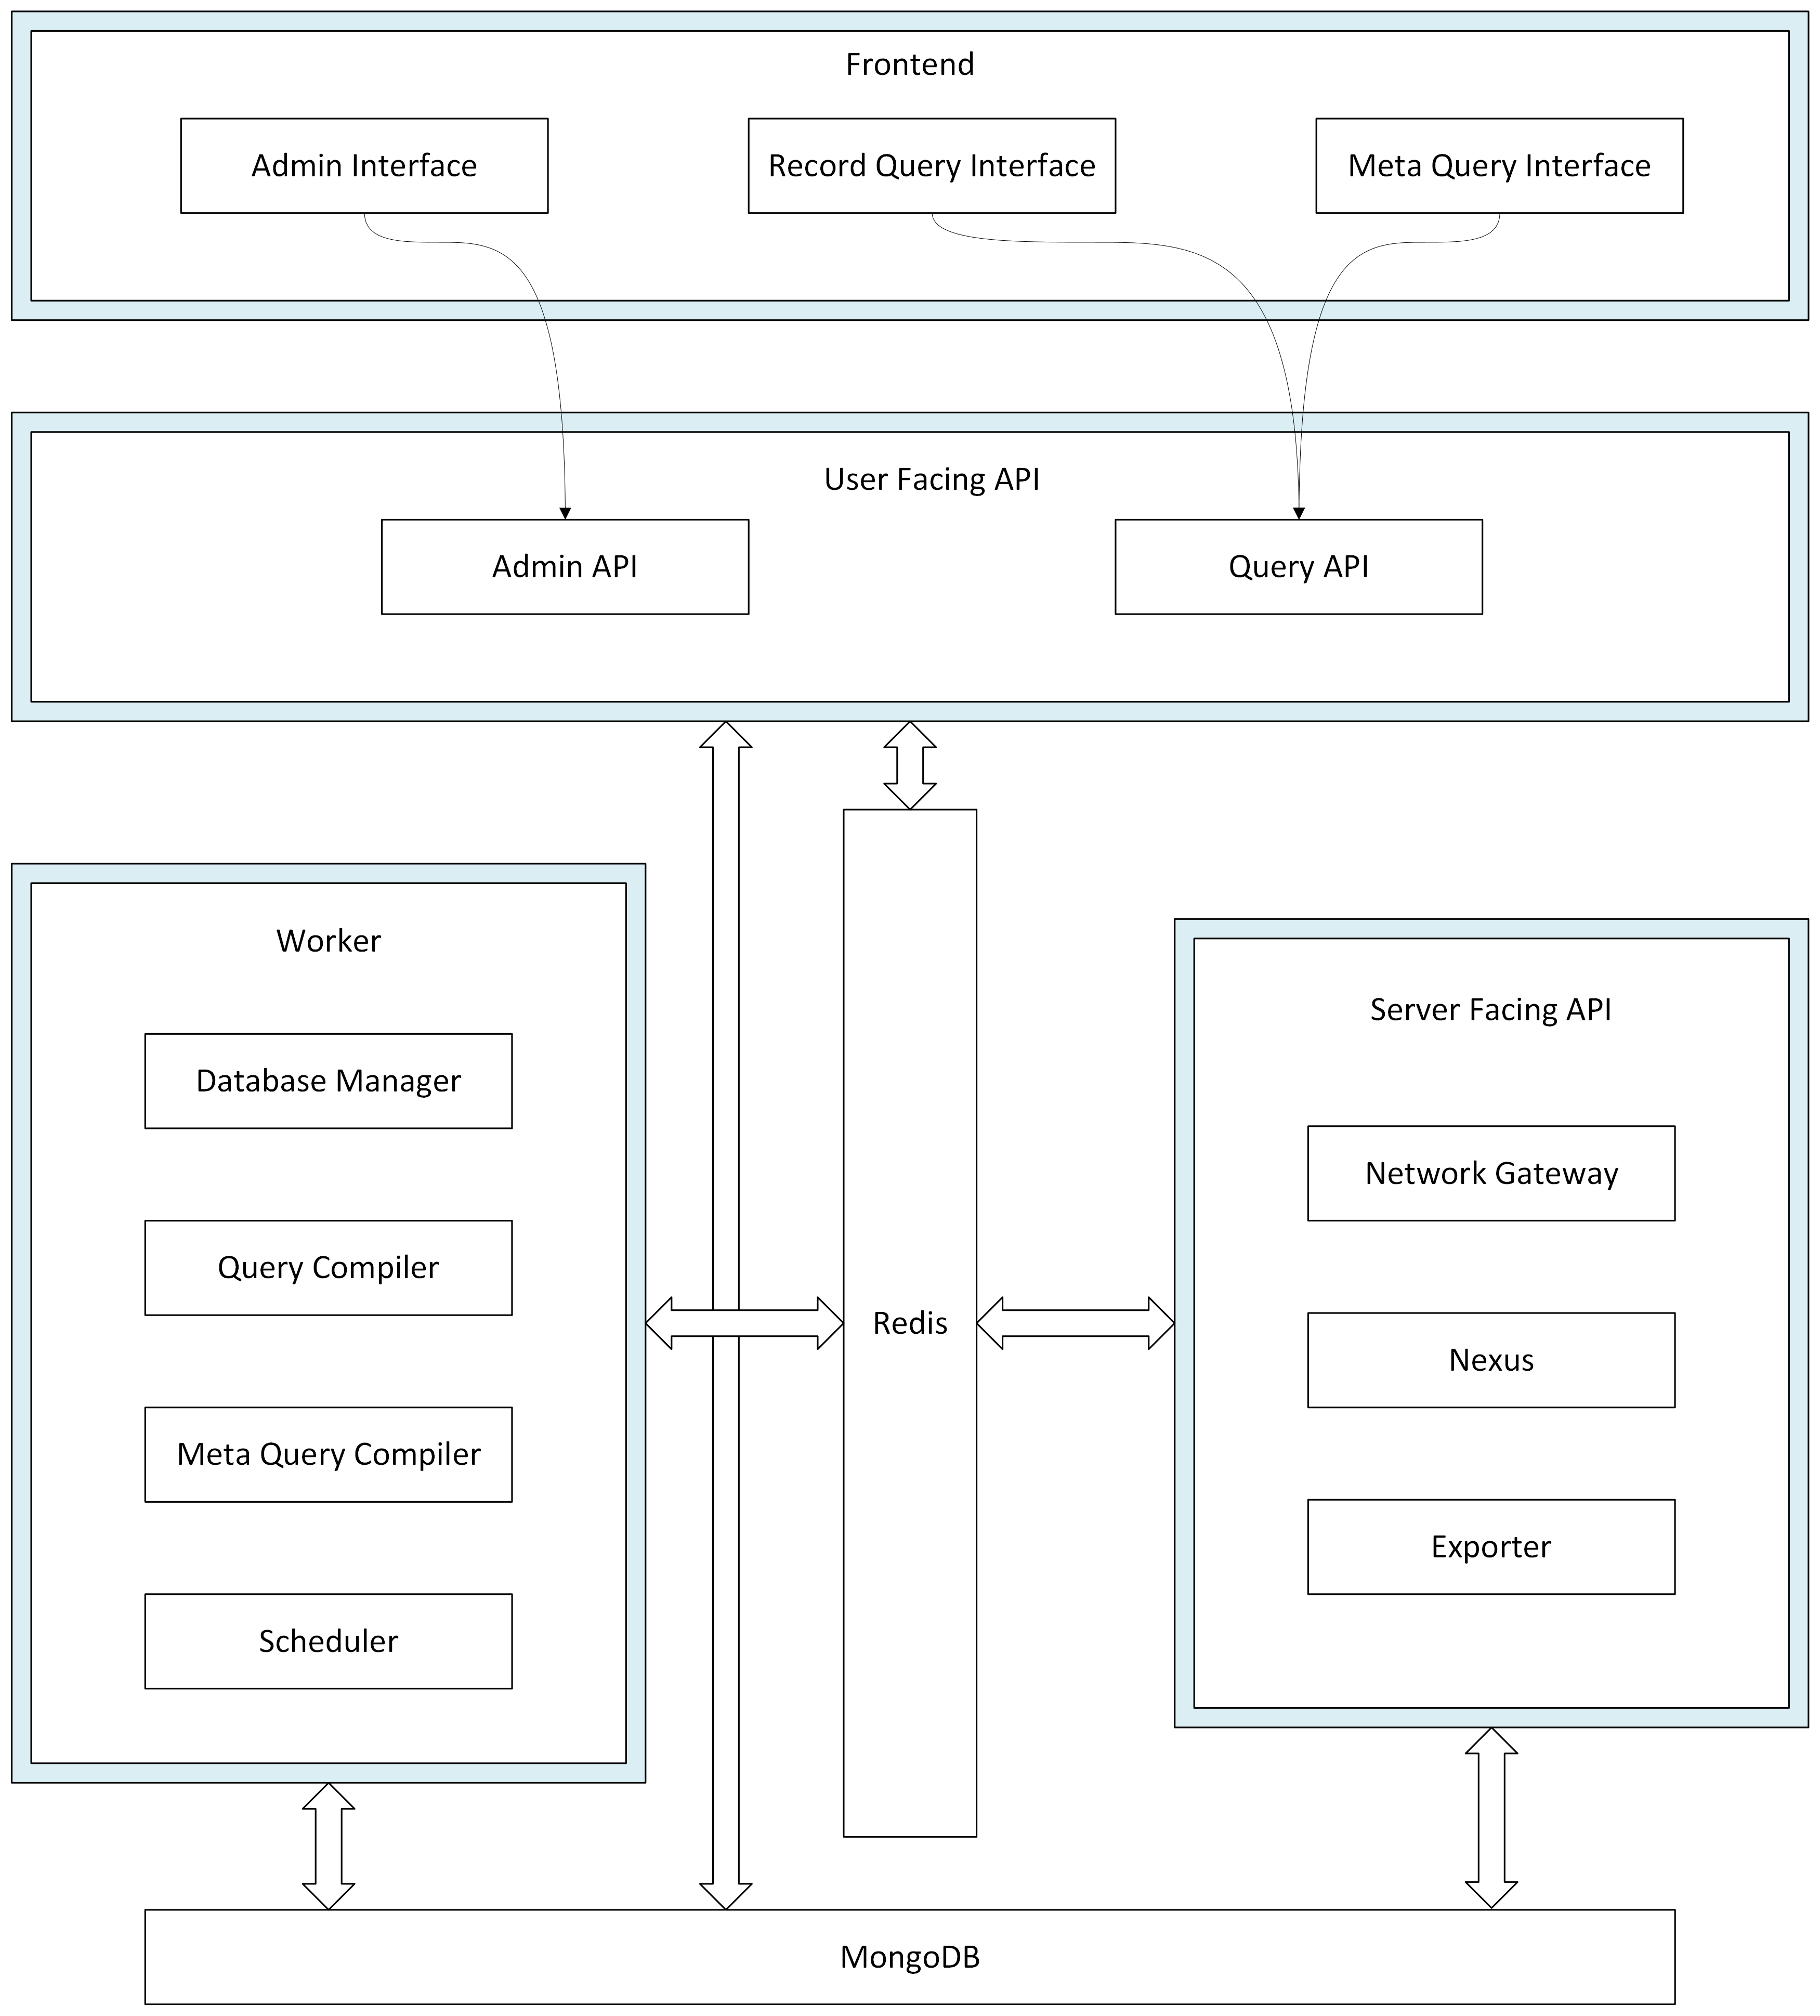 Frontend
Admin Interface
Record Query Interface
Meta Query Interface
User Facing API
Admin API
Query API
Worker
Database Manager
Query Compiler
Meta Query Compiler
Scheduler
Redis
Server Facing API
Network Gateway
Nexus
Exporter
MongoDB